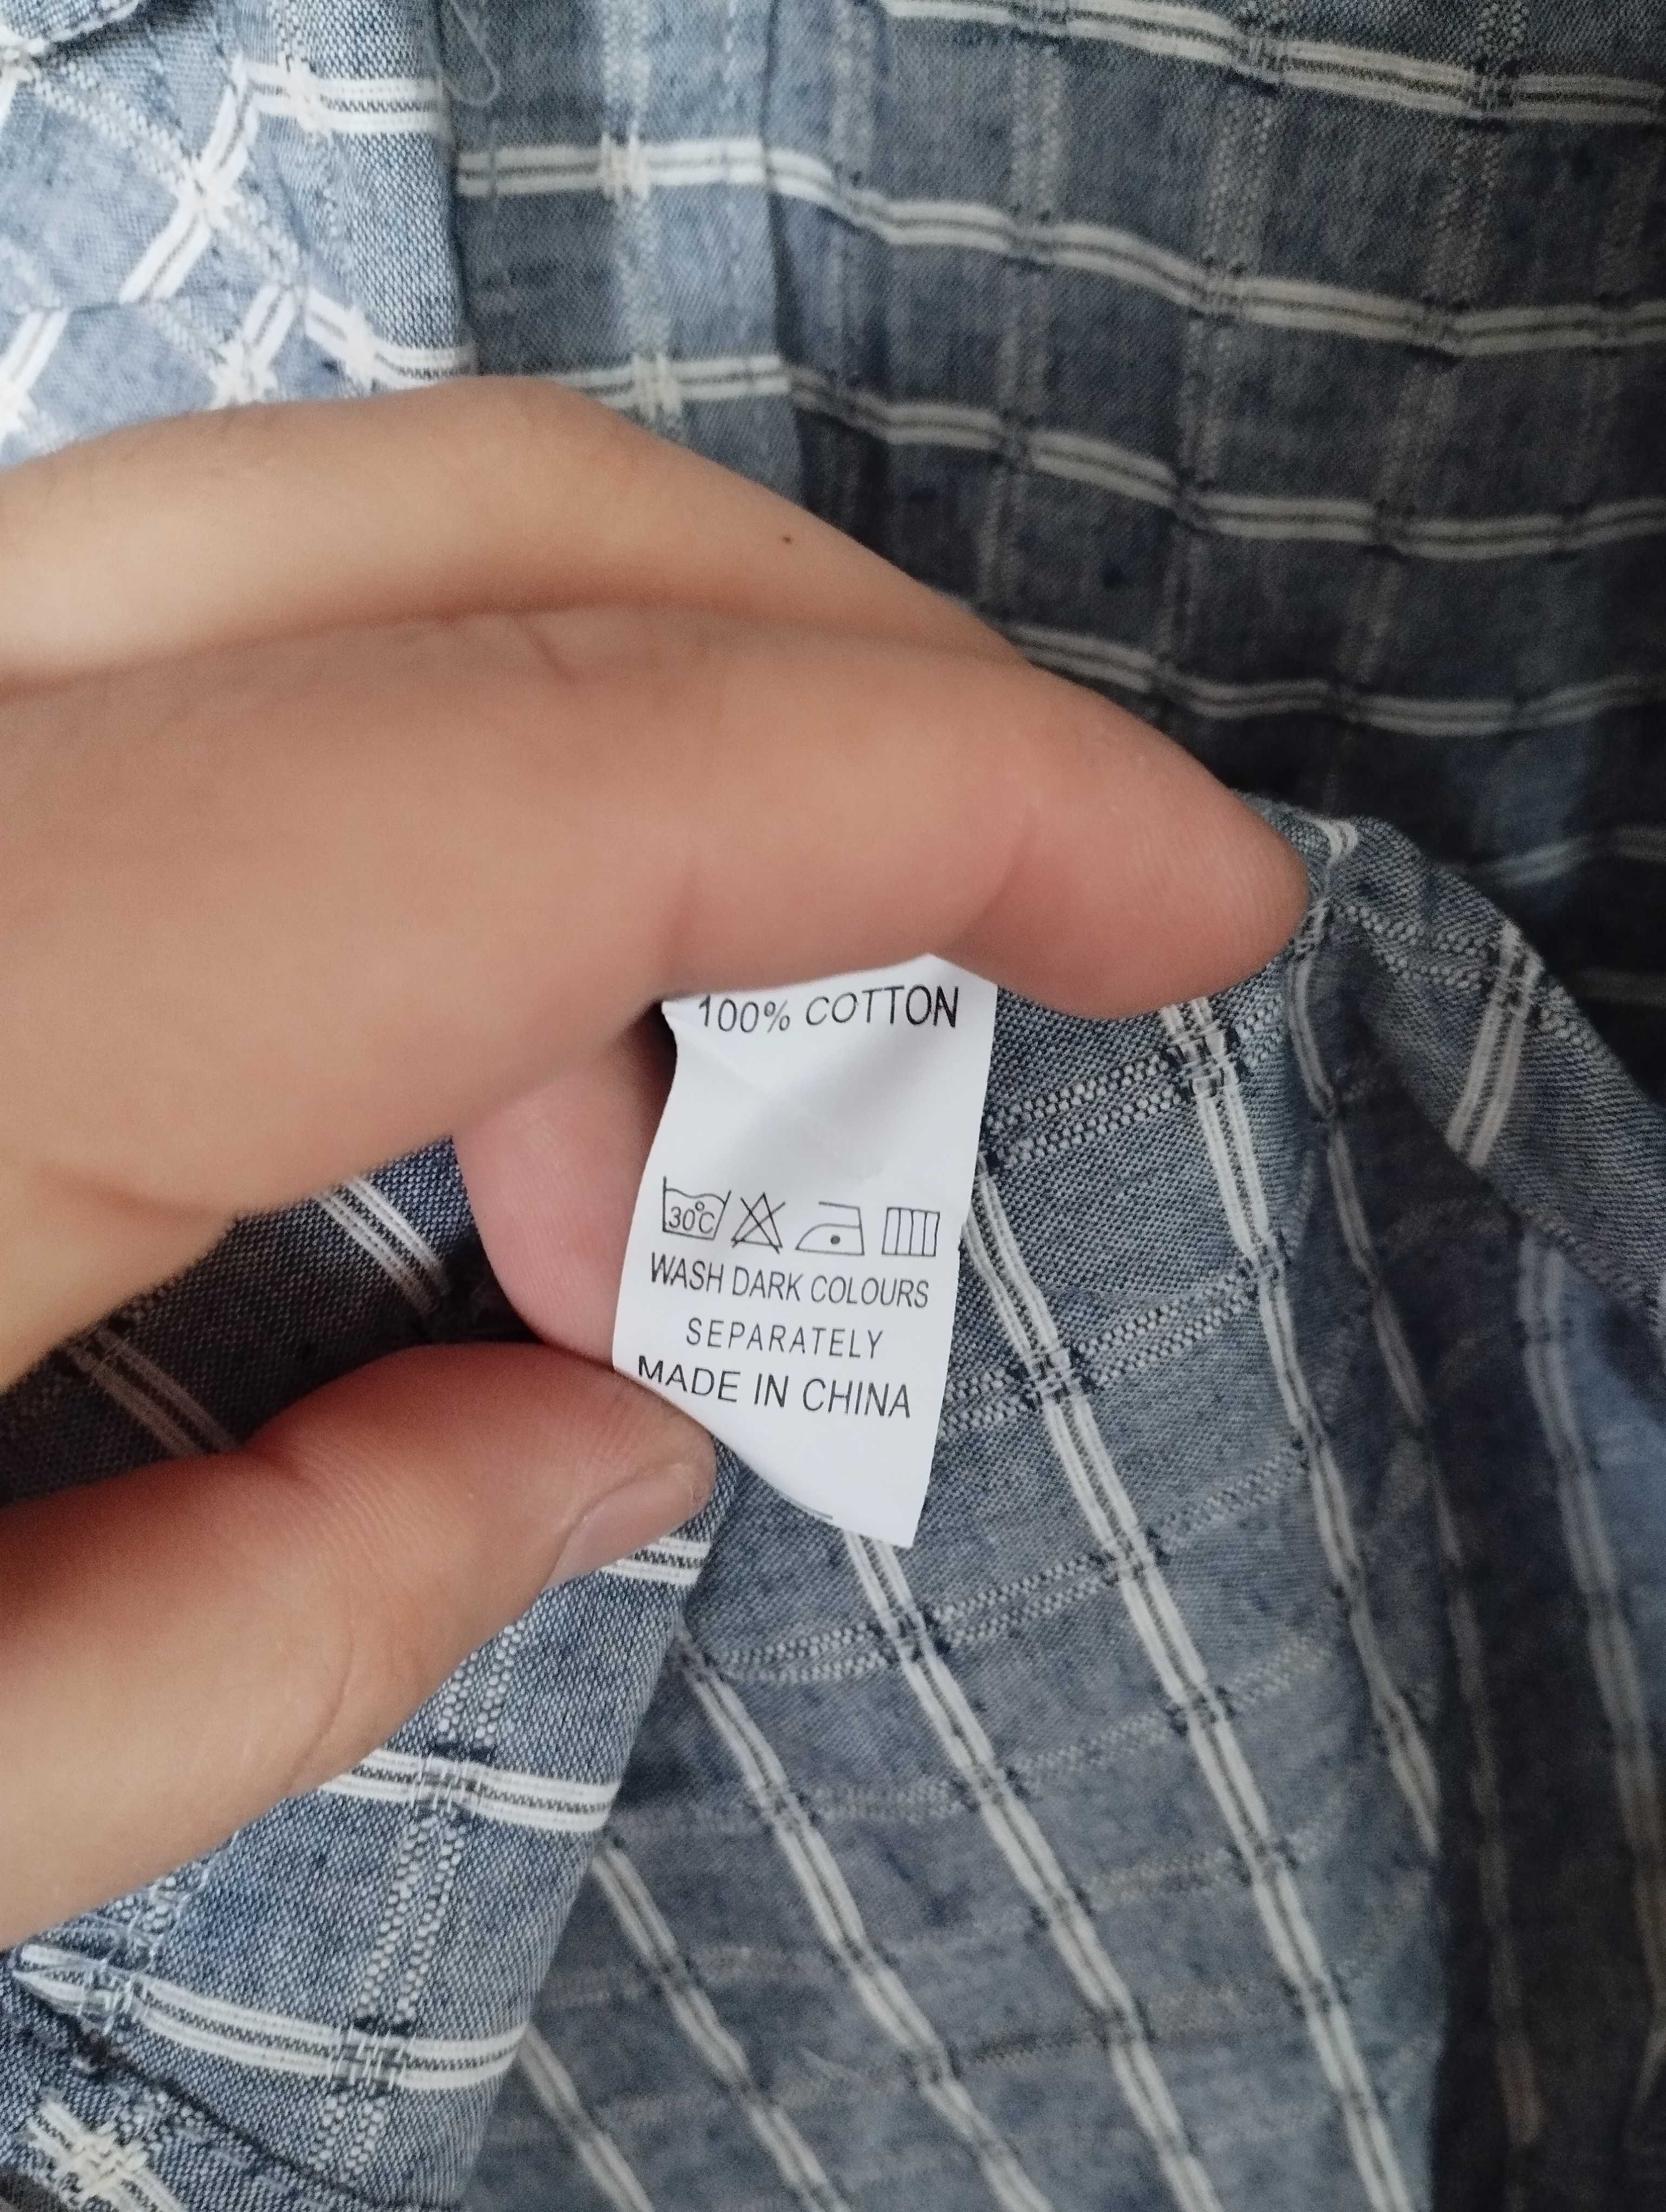 100% COTTON
30°C
WASH DARK COLOURS
SEPARATELY
MADE IN CHINA